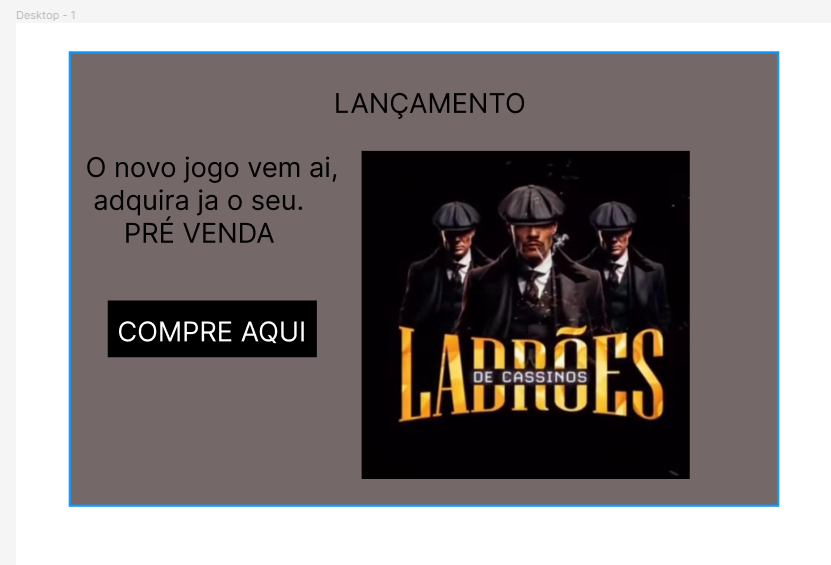 Desktop - 1
LANÇAMENTO
O novo jogo vem ai,
adquira ja o seu.
PRÉ VENDA
COMPRE AQUI
LADRÕES
DE CASSINOS